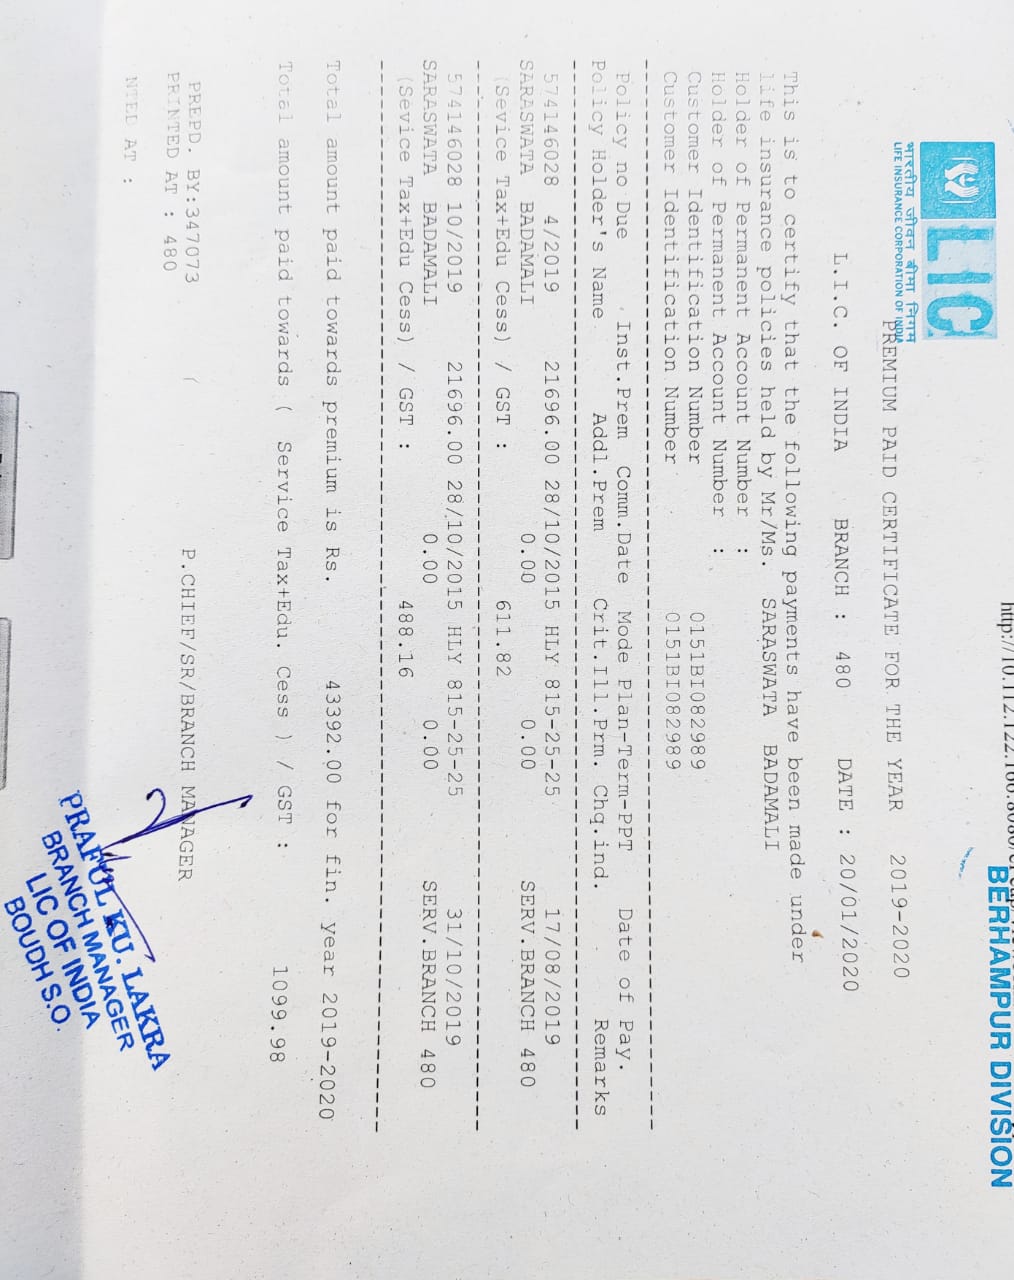 http://10.112.122.166:8080/
BERHAMPUR DIVISION
LIC
भारतीय जीवन बीमा निगम
LIFE INSURANCE CORPORATION OF INDIA
PREMIUM PAID CERTIFICATE FOR THE YEAR 2019-2020
L.I.C. OF INDIA BRANCH : 480 DATE : 20/01/2020
This is to certify that the following payments have been made under
life insurance policies held by Mr/Ms. SARASWATA BADAMALI
Holder of Permanent Account Number :
Holder of Permanent Account Number :
Customer Identification Number 0151BI082989
Customer Identification Number 0151BI082989
Policy no Due Inst.Prem Comm.Date Mode Plan-Term-PPT Date of Pay.
Policy Holder's Name Addl.Prem Crit.Ill.Prm. Chq.ind. Remarks
574146028 4/2019 21696.00 28/10/2015 HLY 815-25-25 17/08/2019
SARASWATA BADAMALI 0.00 0.00 SERV.BRANCH 480
(Sevice Tax+Edu Cess) / GST : 611.82
574146028 10/2019 21696.00 28/10/2015 HLY 815-25-25 31/10/2019
SARASWATA BADAMALI 0.00 0.00 SERV.BRANCH 480
(Sevice Tax+Edu Cess) / GST : 488.16
Total amount paid towards premium is Rs. 43392.00 for fin. year 2019-2020
Total amount paid towards ( Service Tax+Edu. Cess ) / GST : 1099.98
PREPD. BY:347073 ( P.CHIEF/SR/BRANCH MANAGER
PRINTED AT : 480
NTED AT :
PRAFUL KU. LAKRA
BRANCH MANAGER
LIC OF INDIA
BOUDH S.O.